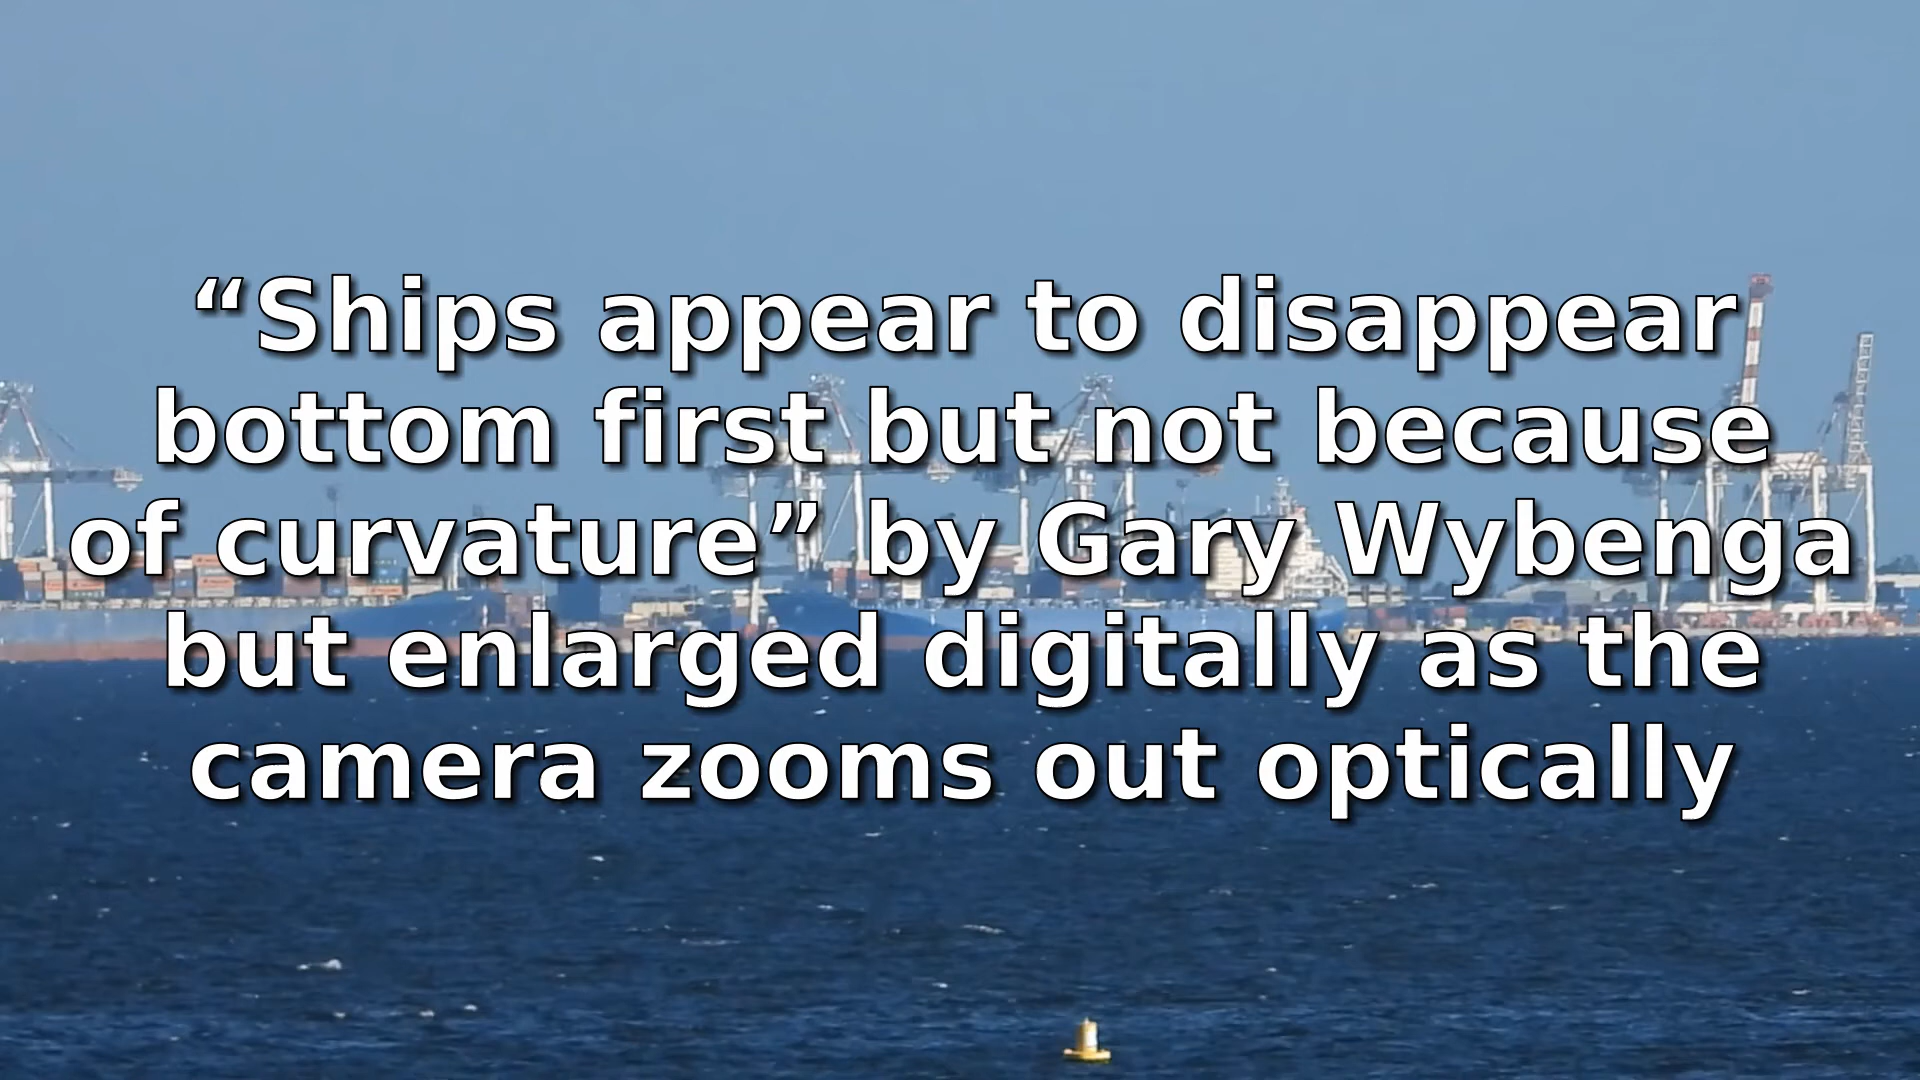 “Ships appear to disappear
bottom first but not because
of curvature” by Gary Wybenga
but enlarged digitally as the
camera zooms out optically